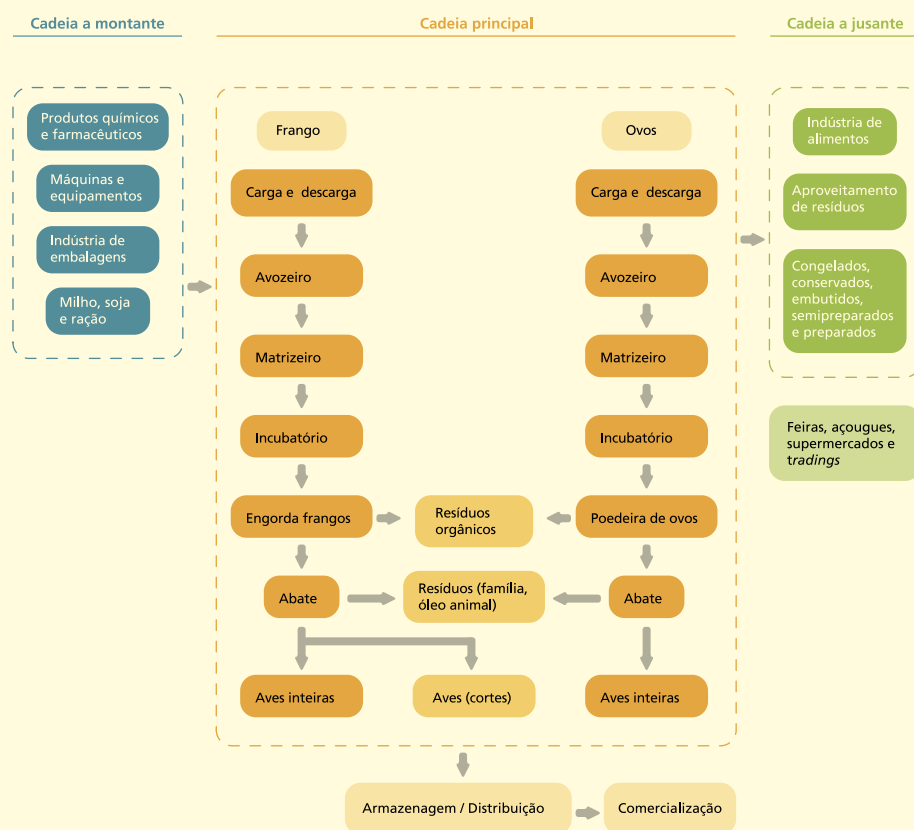 Cadeia a montante
Produtos químicos
e farmacêuticos
Máquinas e
equipamentos
Indústria de
embalagens
Milho, soja
e ração
Cadeia principal
Frango
Ovos
Carga e descarga
Carga e descarga
Avozeiro
Avozeiro
Matrizeiro
Matrizeiro
Incubatório
Incubatório
Engorda frangos
Resíduos
orgânicos
Poedeira de ovos
Abate
Resíduos (família,
óleo animal)
Abate
Aves inteiras
Aves (cortes)
Aves inteiras
Armazenagem / Distribuição
Comercialização
Cadeia a jusante
Indústria de
alimentos
Aproveitamento
de resíduos
Congelados,
conservados,
embutidos,
semipreparados
e preparados
Feiras, açougues,
supermercados e
tradings